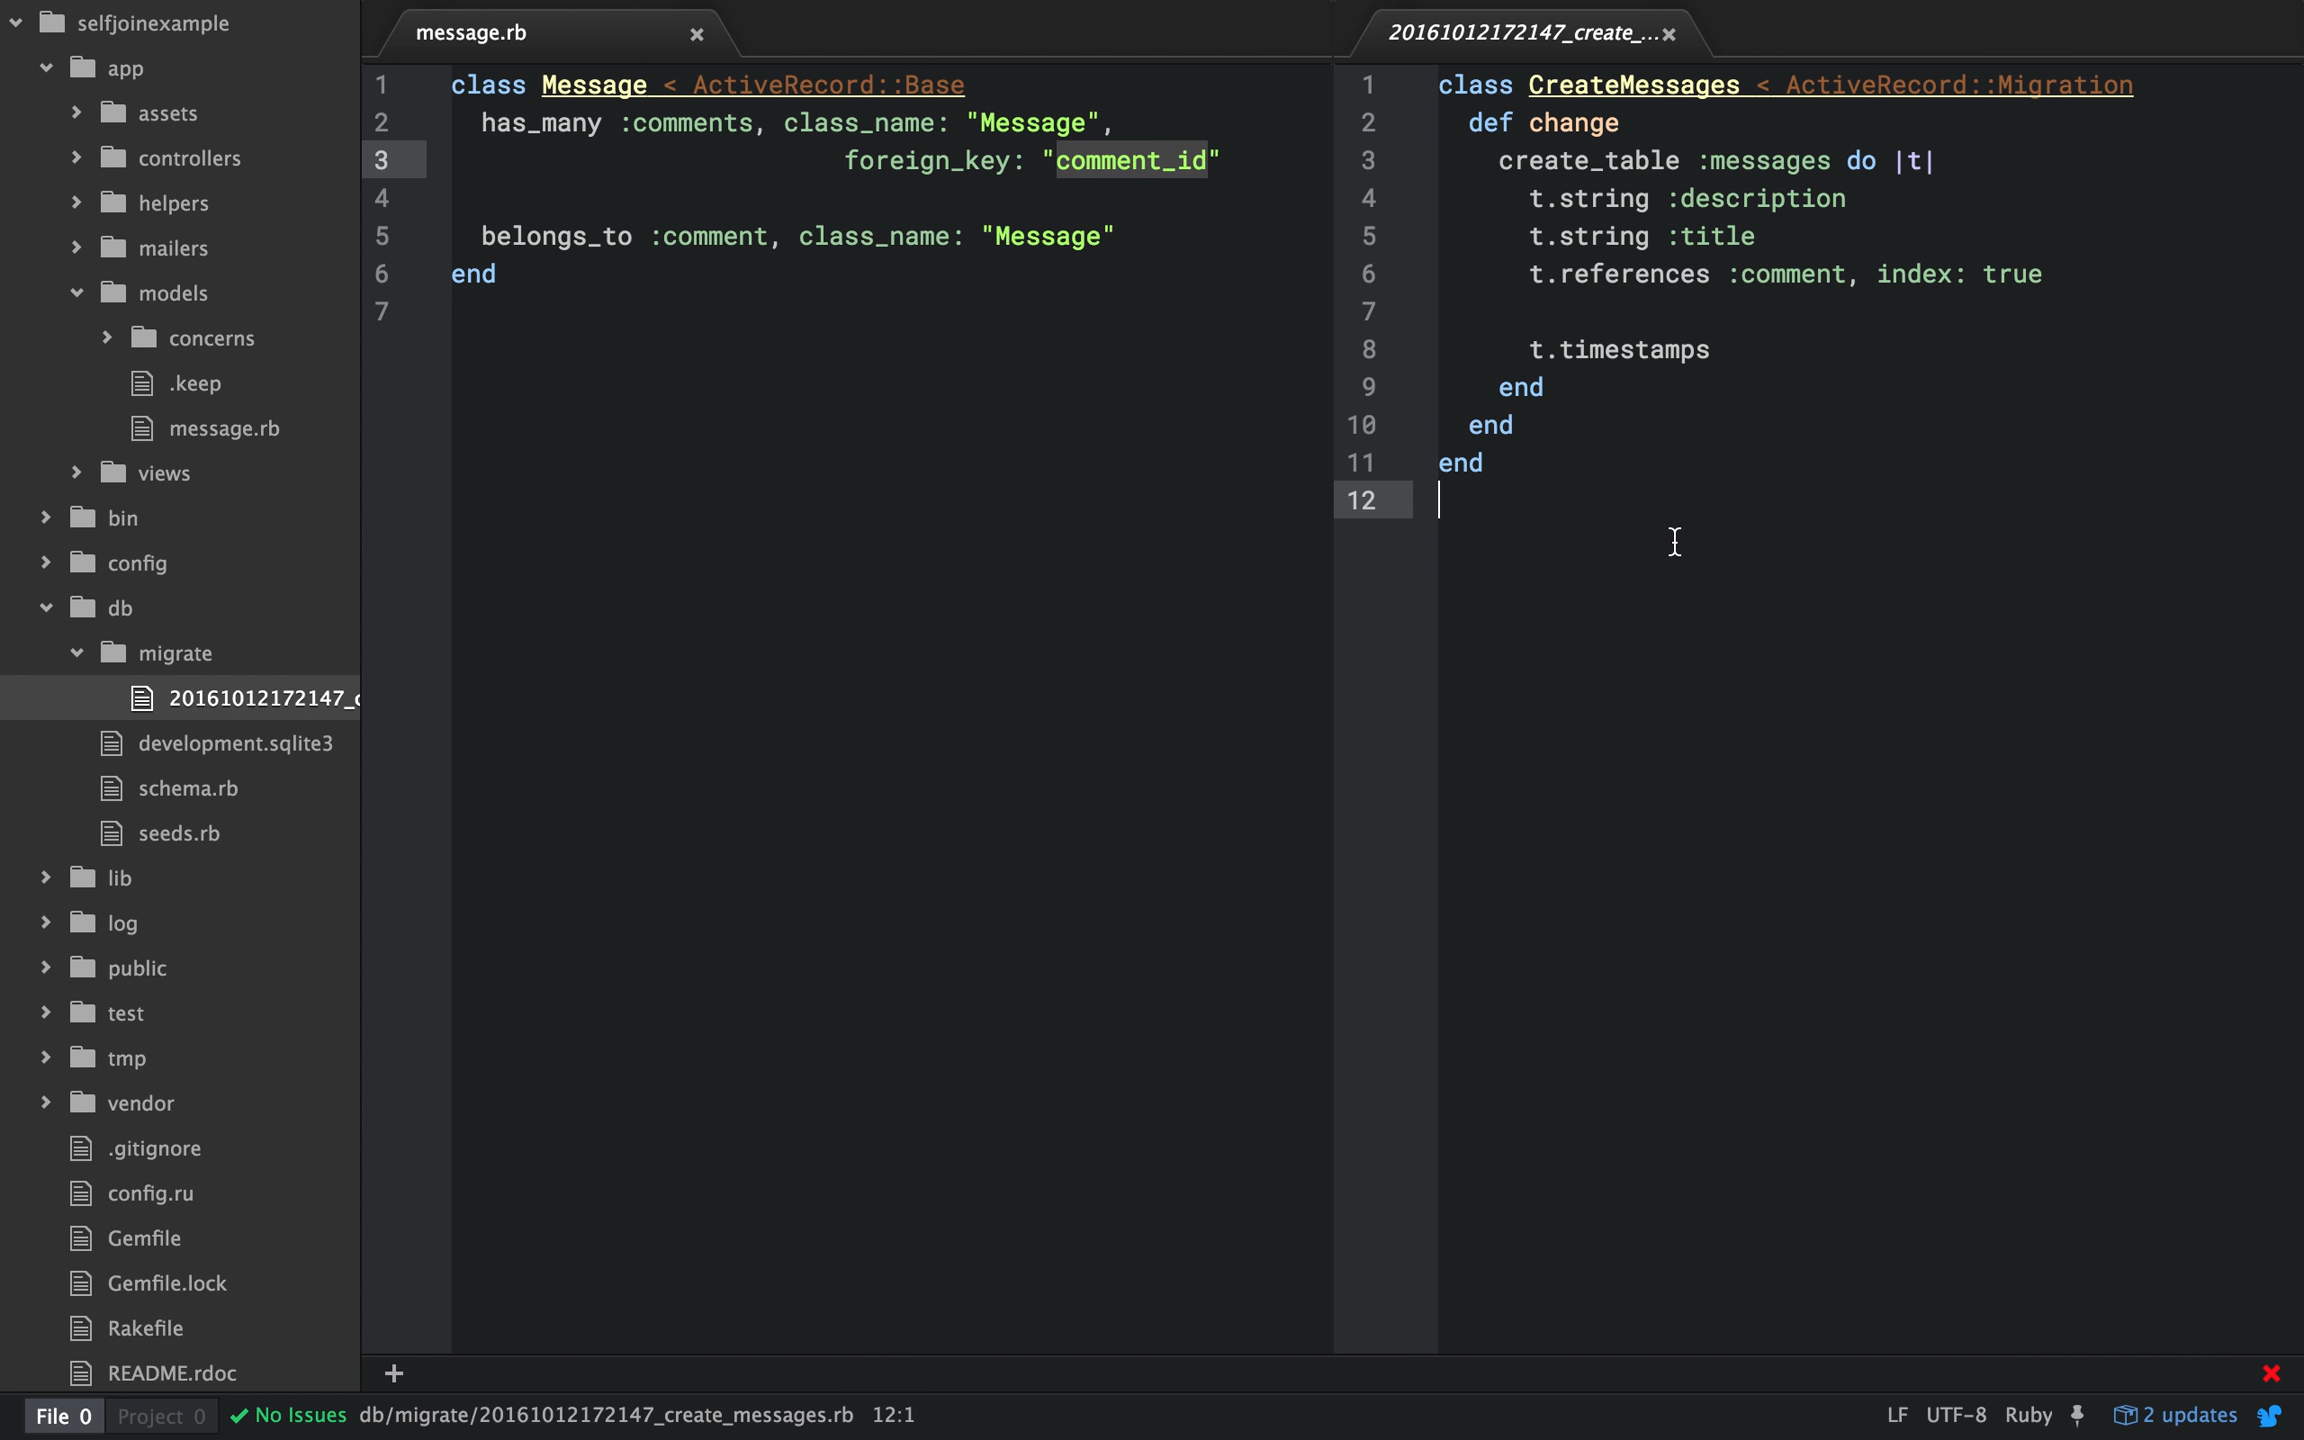 selfjoinexample
app
assets
controllers
helpers
mailers
models
concerns
.keep
message.rb
views
bin
config
db
migrate
20161012172147_c
development.sqlite3
schema.rb
seeds.rb
lib
log
public
test
tmp
vendor
.gitignore
config.ru
Gemfile
Gemfile.lock
Rakefile
README.rdoc
message.rb
1 class Message < ActiveRecord::Base
2 has_many :comments, class_name: "Message",
3 foreign_key: "comment_id"
4
5 belongs_to :comment, class_name: "Message"
6 end
7
20161012172147_create_...
1 class CreateMessages < ActiveRecord::Migration
2 def change
3 create_table :messages do |t|
4 t.string :description
5 t.string :title
6 t.references :comment, index: true
7
8 t.timestamps
9 end
10 end
11 end
12
File 0 Project 0 No Issues db/migrate/20161012172147_create_messages.rb 12:1 LF UTF-8 Ruby 2 updates